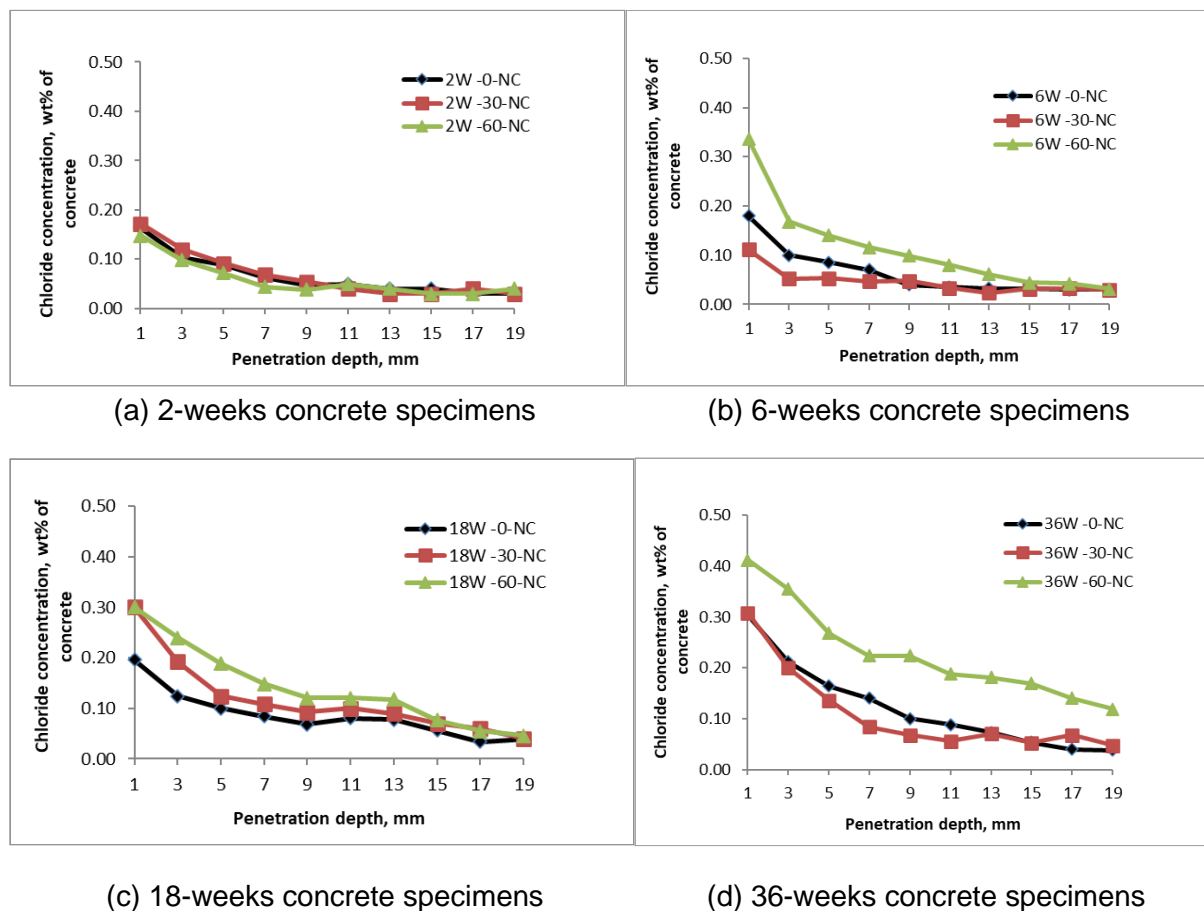 Chloride concentration, wt% of
concrete
0.50
0.40
0.30
0.20
0.10
0.00
2W -0-NC
2W -30-NC
2W -60-NC
1 3 5 7 9 11 13 15 17 19
Penetration depth, mm
(a) 2-weeks concrete specimens
Chloride concentration, wt% of
concrete
0.50
0.40
0.30
0.20
0.10
0.00
6W -0-NC
6W -30-NC
6W -60-NC
1 3 5 7 9 11 13 15 17 19
Penetration depth, mm
(b) 6-weeks concrete specimens
Chloride concentration, wt% of
concrete
0.50
0.40
0.30
0.20
0.10
0.00
18W -0-NC
18W -30-NC
18W -60-NC
1 3 5 7 9 11 13 15 17 19
Penetration depth, mm
(c) 18-weeks concrete specimens
Chloride concentration, wt% of
concrete
0.50
0.40
0.30
0.20
0.10
0.00
36W -0-NC
36W -30-NC
36W -60-NC
1 3 5 7 9 11 13 15 17 19
Penetration depth, mm
(d) 36-weeks concrete specimens